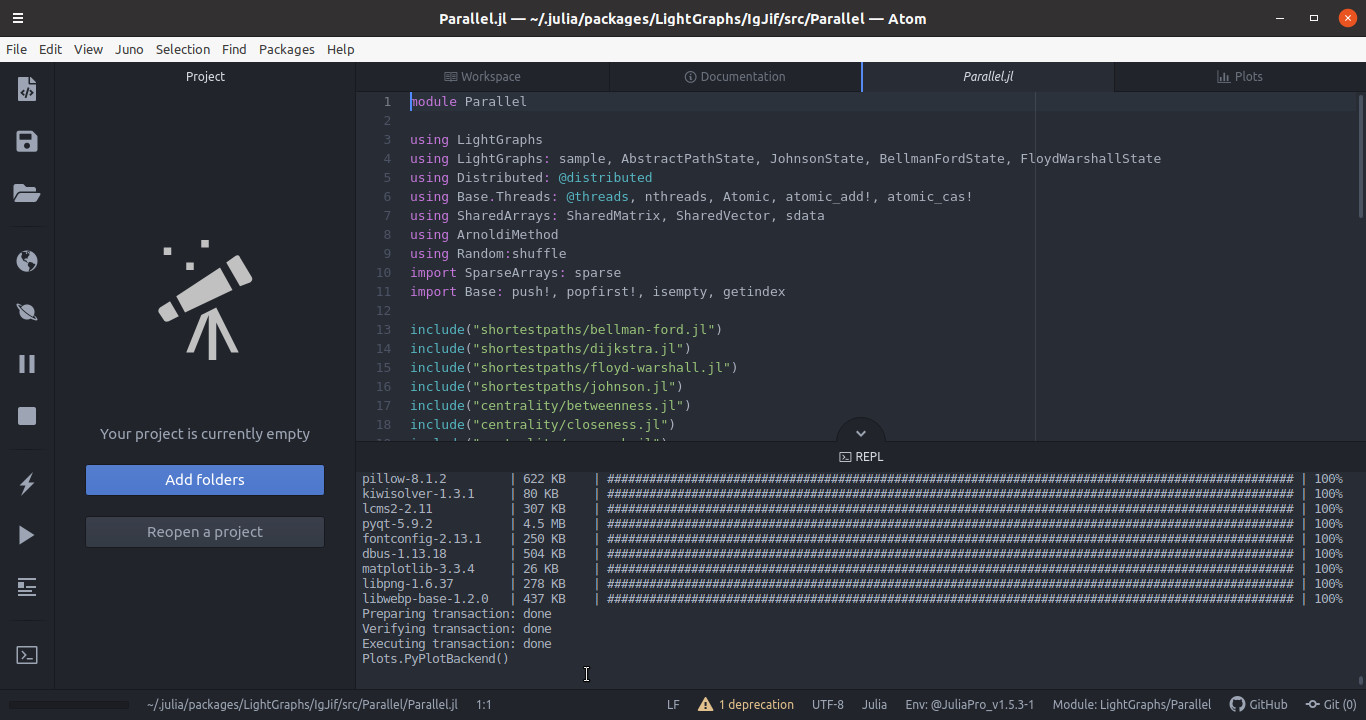 Parallel.jl — ~/.julia/packages/LightGraphs/IgJif/src/Parallel — Atom
File Edit View Juno Selection Find Packages Help
Project
Workspace
Documentation
Parallel.jl
Plots
1 module Parallel
2
3 using LightGraphs
4 using LightGraphs: sample, AbstractPathState, JohnsonState, BellmanFordState, FloydWarshallState
5 using Distributed: @distributed
6 using Base.Threads: @threads, nthreads, Atomic, atomic_add!, atomic_cas!
7 using SharedArrays: SharedMatrix, SharedVector, sdata
8 using ArnoldiMethod
9 using Random:shuffle
10 import SparseArrays: sparse
11 import Base: push!, popfirst!, isempty, getindex
12
13 include("shortestpaths/bellman-ford.jl")
14 include("shortestpaths/dijkstra.jl")
15 include("shortestpaths/floyd-warshall.jl")
16 include("shortestpaths/johnson.jl")
17 include("centrality/betweenness.jl")
18 include("centrality/closeness.jl")
Your project is currently empty
Add folders
Reopen a project
REPL
pillow-8.1.2 | 622 KB | ####################################################################################### | 100%
kiwisolver-1.3.1 | 80 KB | ####################################################################################### | 100%
lcms2-2.11 | 307 KB | ####################################################################################### | 100%
pyqt-5.9.2 | 4.5 MB | ####################################################################################### | 100%
fontconfig-2.13.1 | 250 KB | ####################################################################################### | 100%
dbus-1.13.18 | 504 KB | ####################################################################################### | 100%
matplotlib-3.3.4 | 26 KB | ####################################################################################### | 100%
libpng-1.6.37 | 278 KB | ####################################################################################### | 100%
libwebp-base-1.2.0 | 437 KB | ####################################################################################### | 100%
Preparing transaction: done
Verifying transaction: done
Executing transaction: done
Plots.PyPlotBackend()
~/.julia/packages/LightGraphs/IgJif/src/Parallel/Parallel.jl 1:1 LF 1 deprecation UTF-8 Julia Env: @JuliaPro_v1.5.3-1 Module: LightGraphs/Parallel GitHub Git (0)